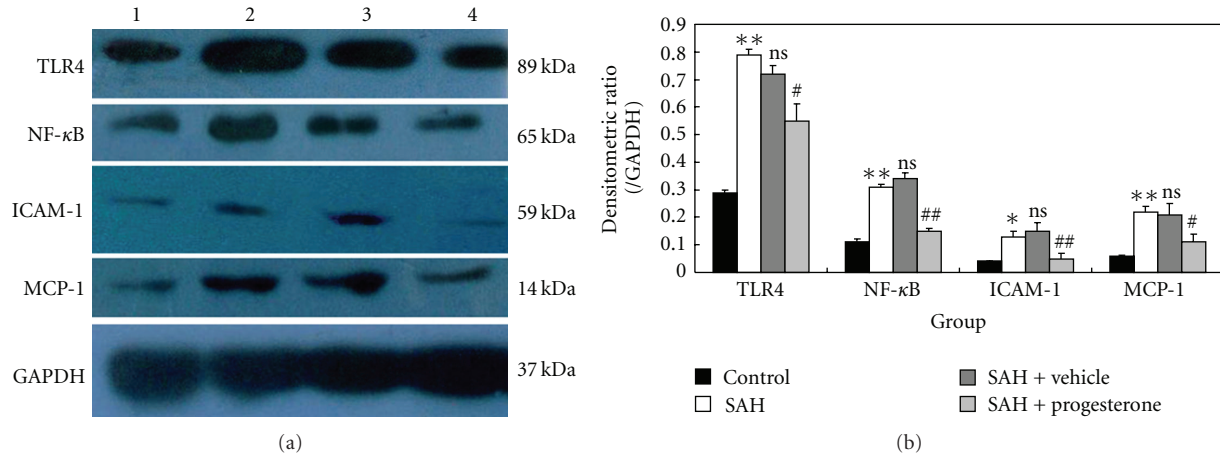 1 2 3 4
TLR4 89 kDa
NF-κB 65 kDa
ICAM-1 59 kDa
MCP-1 14 kDa
GAPDH 37 kDa
(a)
Densitometric ratio
(/GAPDH)
0.9
0.8
0.7
0.6
0.5
0.4
0.3
0.2
0.1
0
** ns #
** ns ##
* ns ##
** ns #
TLR4 NF-κB ICAM-1 MCP-1
Group
Control SAH + vehicle
SAH SAH + progesterone
(b)